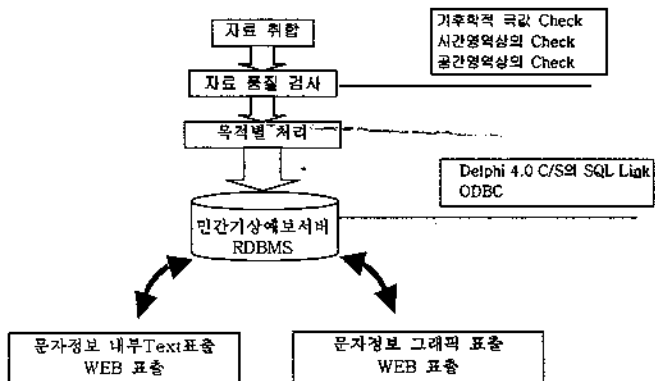 자료 취합
기후학적 극값 Check
시간영역상의 Check
공간영역상의 Check
자료 품질 검사
목적별 처리
Delphi 4.0 C/S의 SQL Link
ODBC
민간기상예보서버
RDBMS
문자정보 내부Text표출
WEB 표출
문자정보 그래픽 표출
WEB 표출